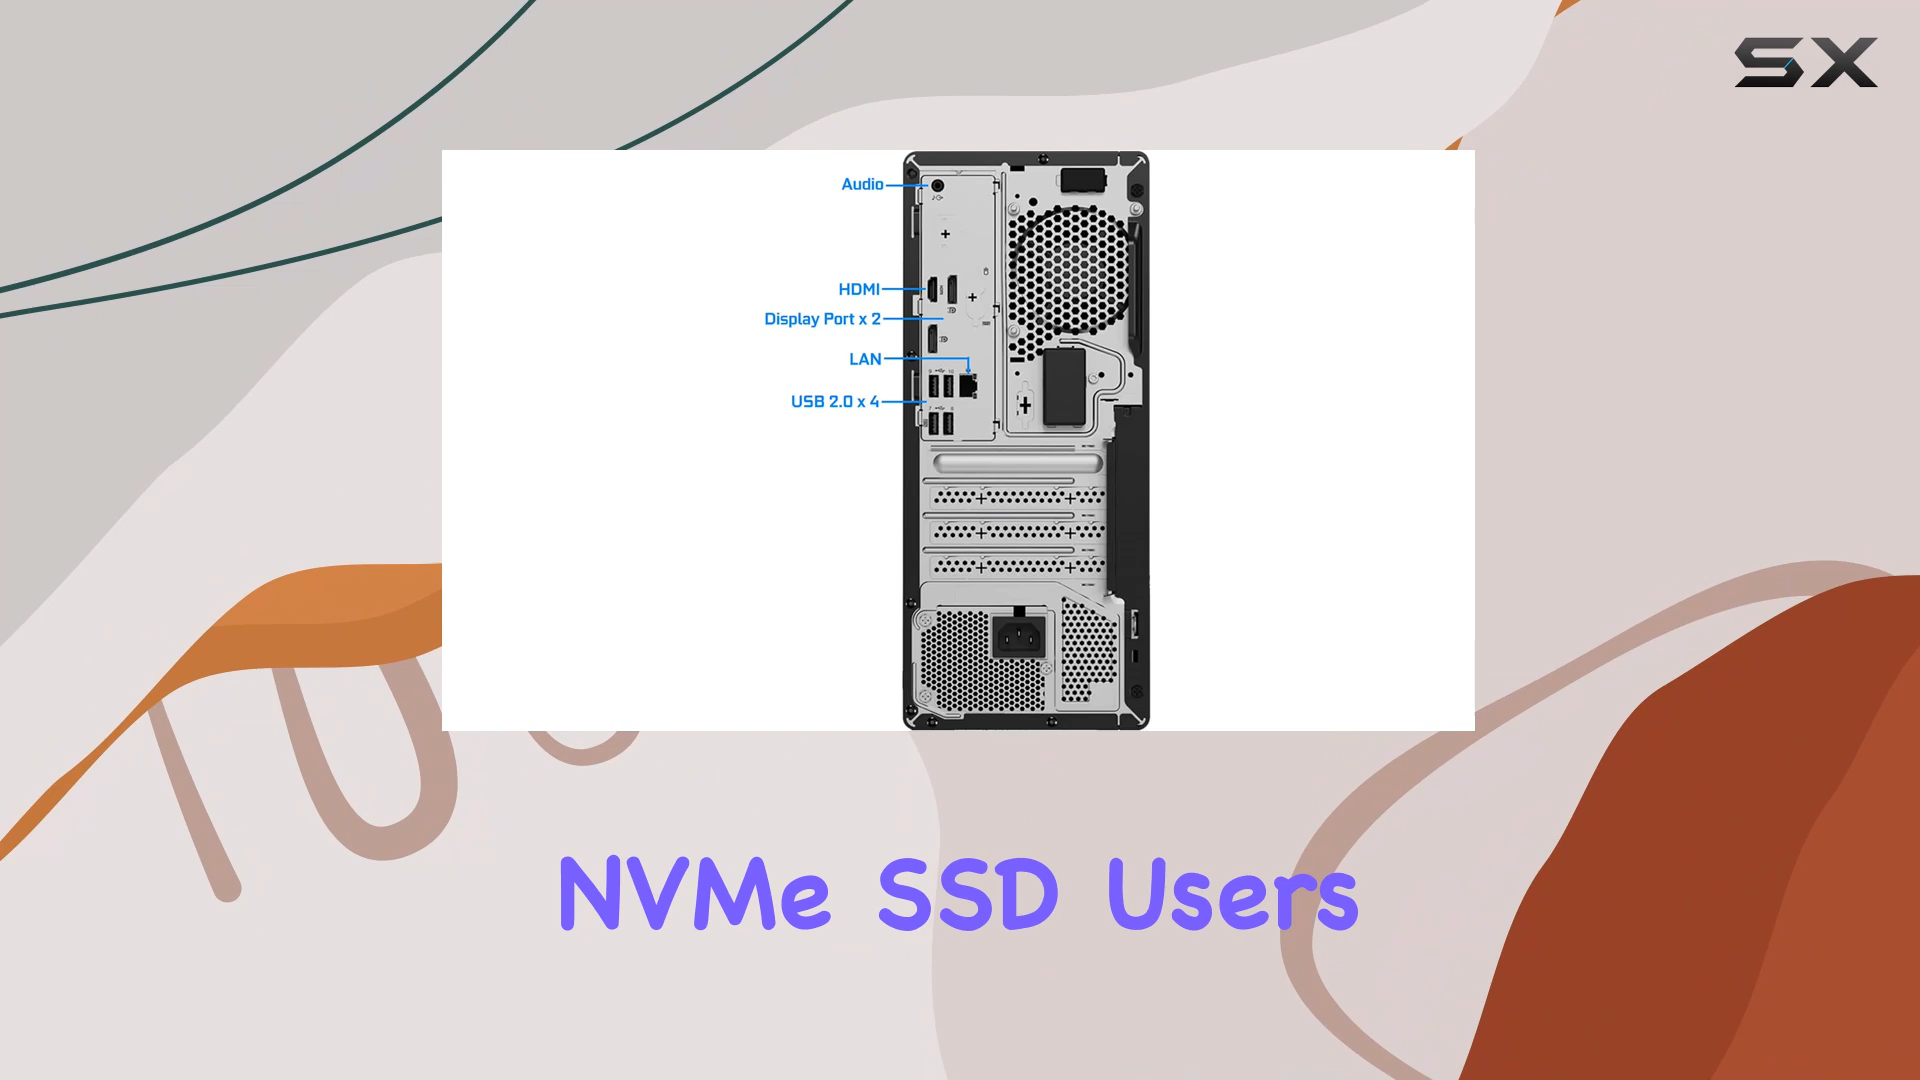 SX
Audio
HDMI
Display Port x 2
LAN
USB 2.0 x 4
NVMe SSD Users